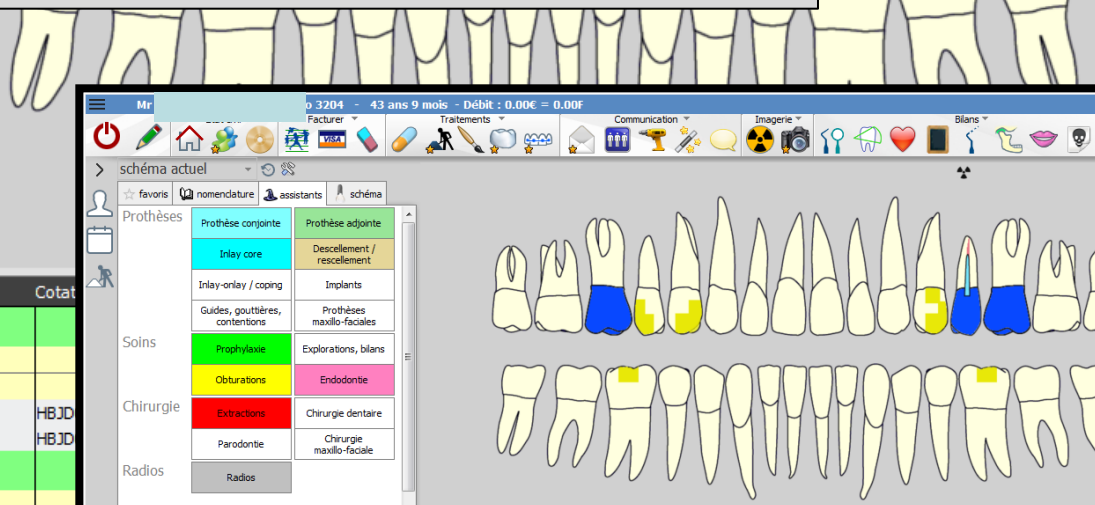 Mr
o 3204 - 43 ans 9 mois - Débit : 0.00€ = 0.00F
Facturer
Traitements
Communication
Imagerie
Bilans
VISA
schéma actuel
favoris
nomenclature
assistants
schéma
Prothèses
Prothèse conjointe
Prothèse adjointe
Inlay core
Descellement /
rescellement
Inlay-onlay / coping
Implants
Guides, gouttières,
contentions
Prothèses
maxillo-faciales
Soins
Prophylaxie
Explorations, bilans
Obturations
Endodontie
Chirurgie
Extractions
Chirurgie dentaire
Parodontie
Chirurgie
maxillo-faciale
Radios
Radios
Cotat
HBJD
HBJD